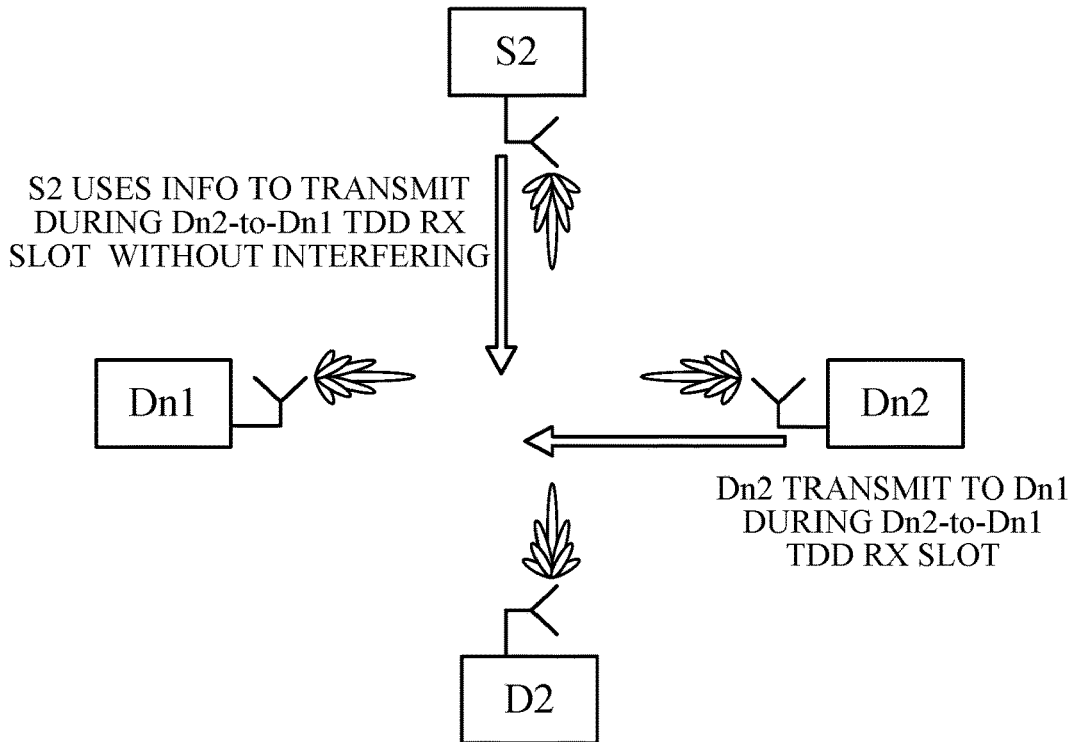 S2
S2 USES INFO TO TRANSMIT
DURING Dn2-to-Dn1 TDD RX
SLOT WITHOUT INTERFERING
Dn1
Dn2
Dn2 TRANSMIT TO Dn1
DURING Dn2-to-Dn1
TDD RX SLOT
D2